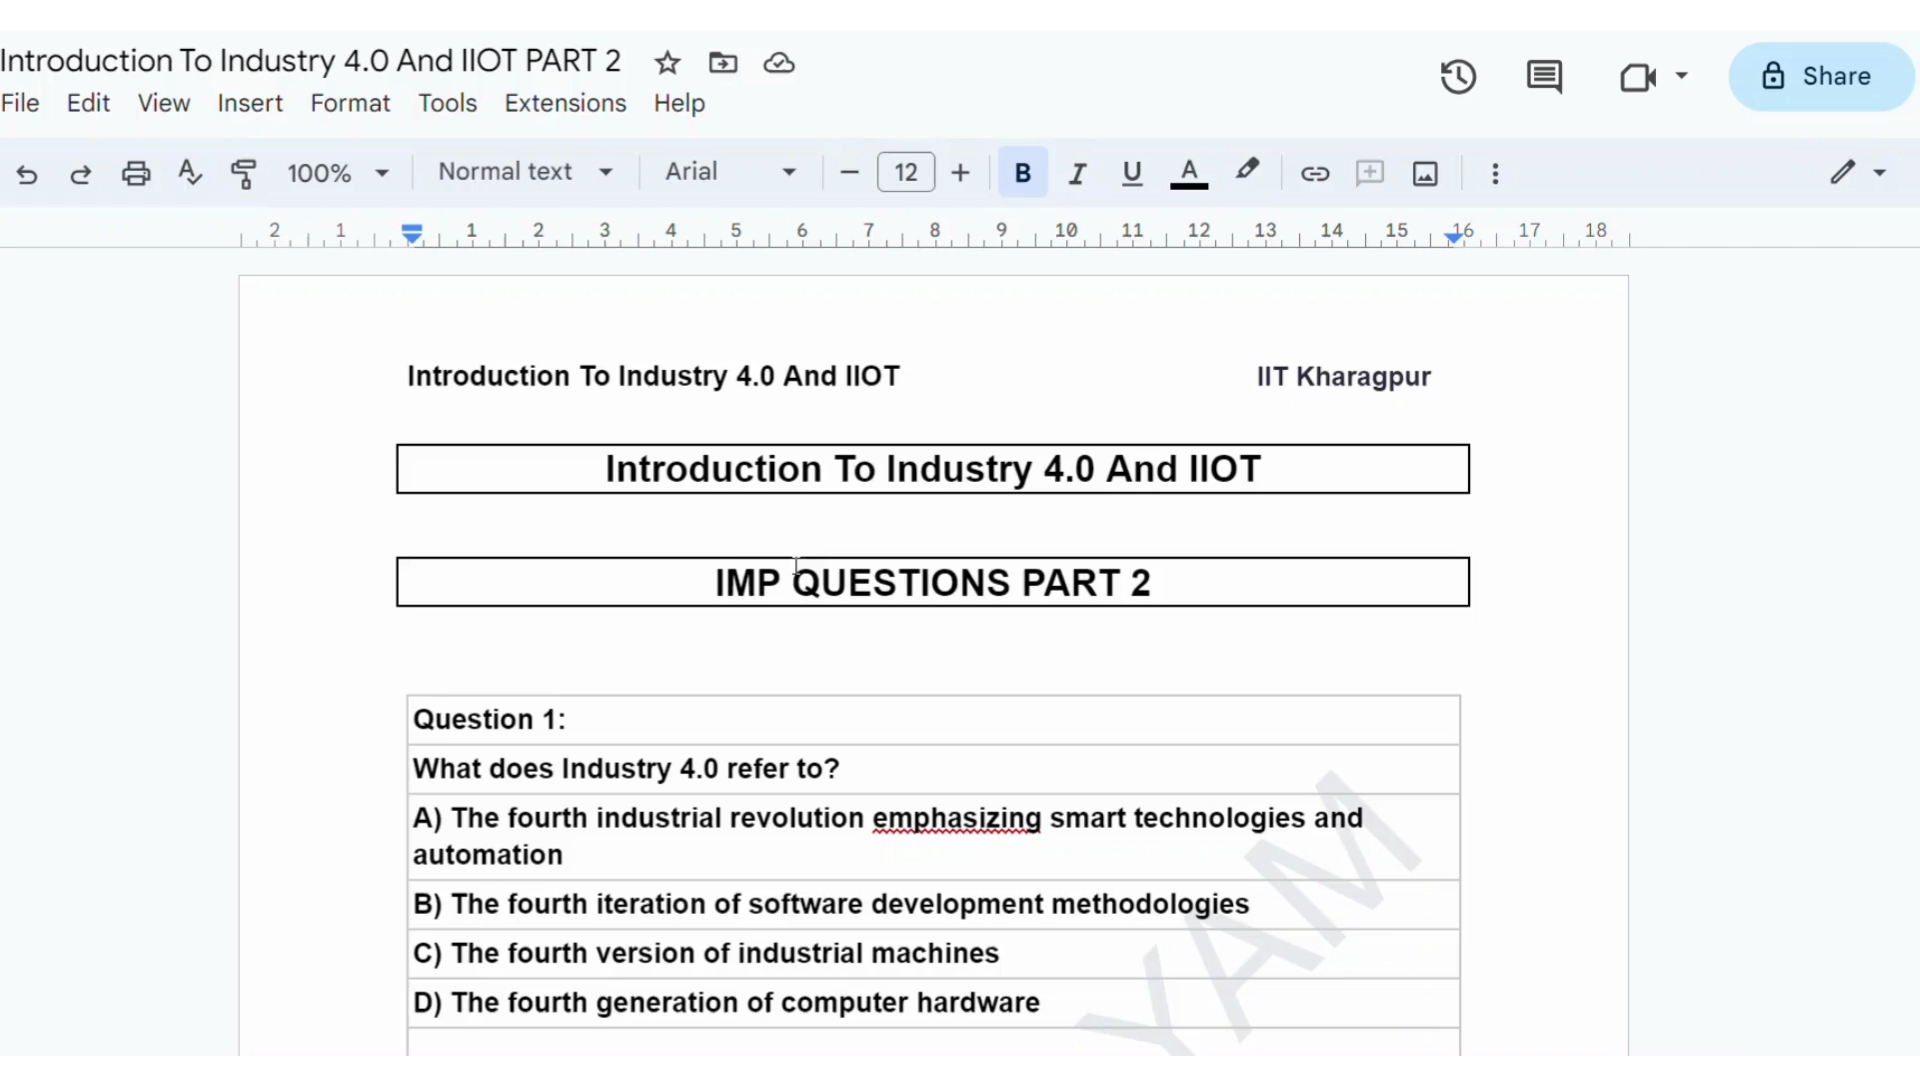 Introduction To Industry 4.0 And IIOT PART 2
File Edit View Insert Format Tools Extensions Help
Share
100% Normal text Arial 12 B I U A
2 1 1 2 3 4 5 6 7 8 9 10 11 12 13 14 15 16 17 18
Introduction To Industry 4.0 And IIOT IIT Kharagpur
Introduction To Industry 4.0 And IIOT
IMP QUESTIONS PART 2
Question 1:
What does Industry 4.0 refer to?
A) The fourth industrial revolution emphasizing smart technologies and
automation
B) The fourth iteration of software development methodologies
C) The fourth version of industrial machines
D) The fourth generation of computer hardware
YAM